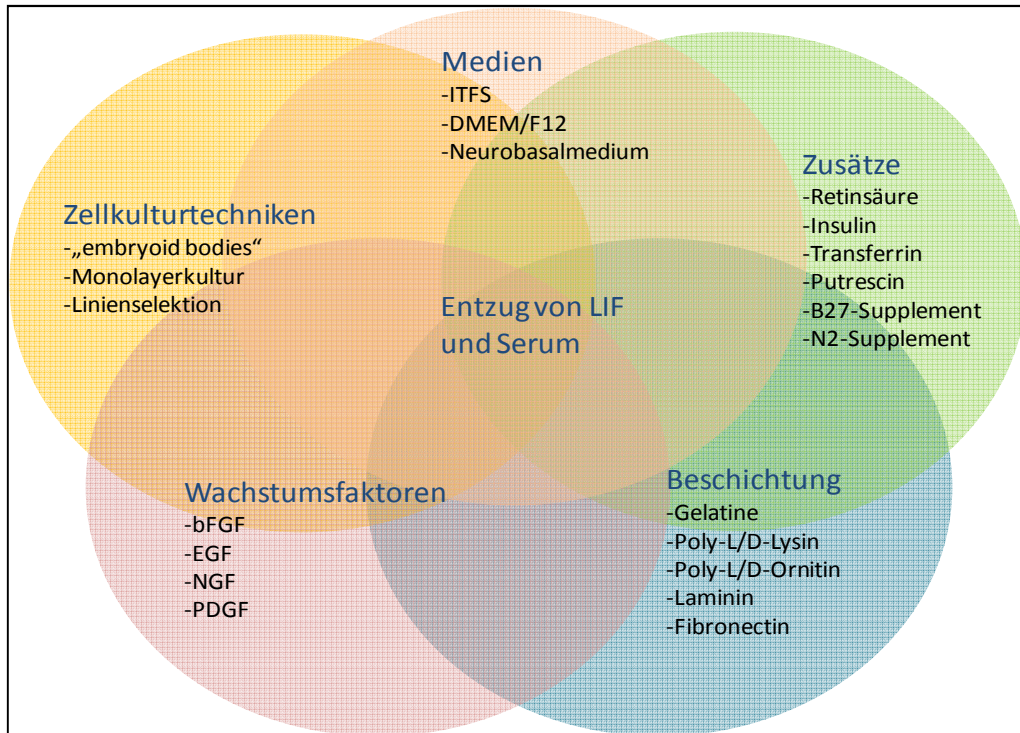 Medien
-ITFS
-DMEM/F12
-Neurobasalmedium
Zusätze
-Retinsäure
-Insulin
-Transferrin
-Putrescin
-B27-Supplement
-N2-Supplement
Zellkulturtechniken
-„embryoid bodies“
-Monolayerkultur
-Linienselektion
Entzug von LIF
und Serum
Wachstumsfaktoren
-bFGF
-EGF
-NGF
-PDGF
Beschichtung
-Gelatine
-Poly-L/D-Lysin
-Poly-L/D-Ornitin
-Laminin
-Fibronectin